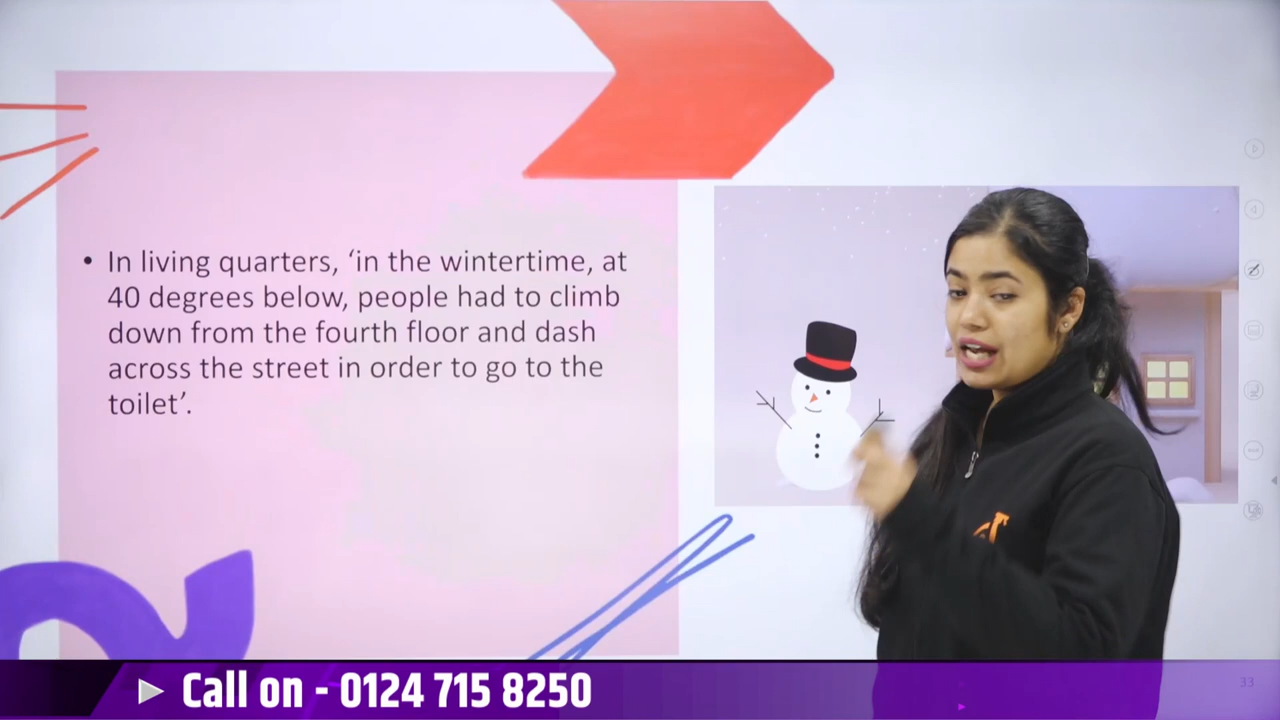 • In living quarters, ‘in the wintertime, at
40 degrees below, people had to climb
down from the fourth floor and dash
across the street in order to go to the
toilet’.
33
Call on - 0124 715 8250